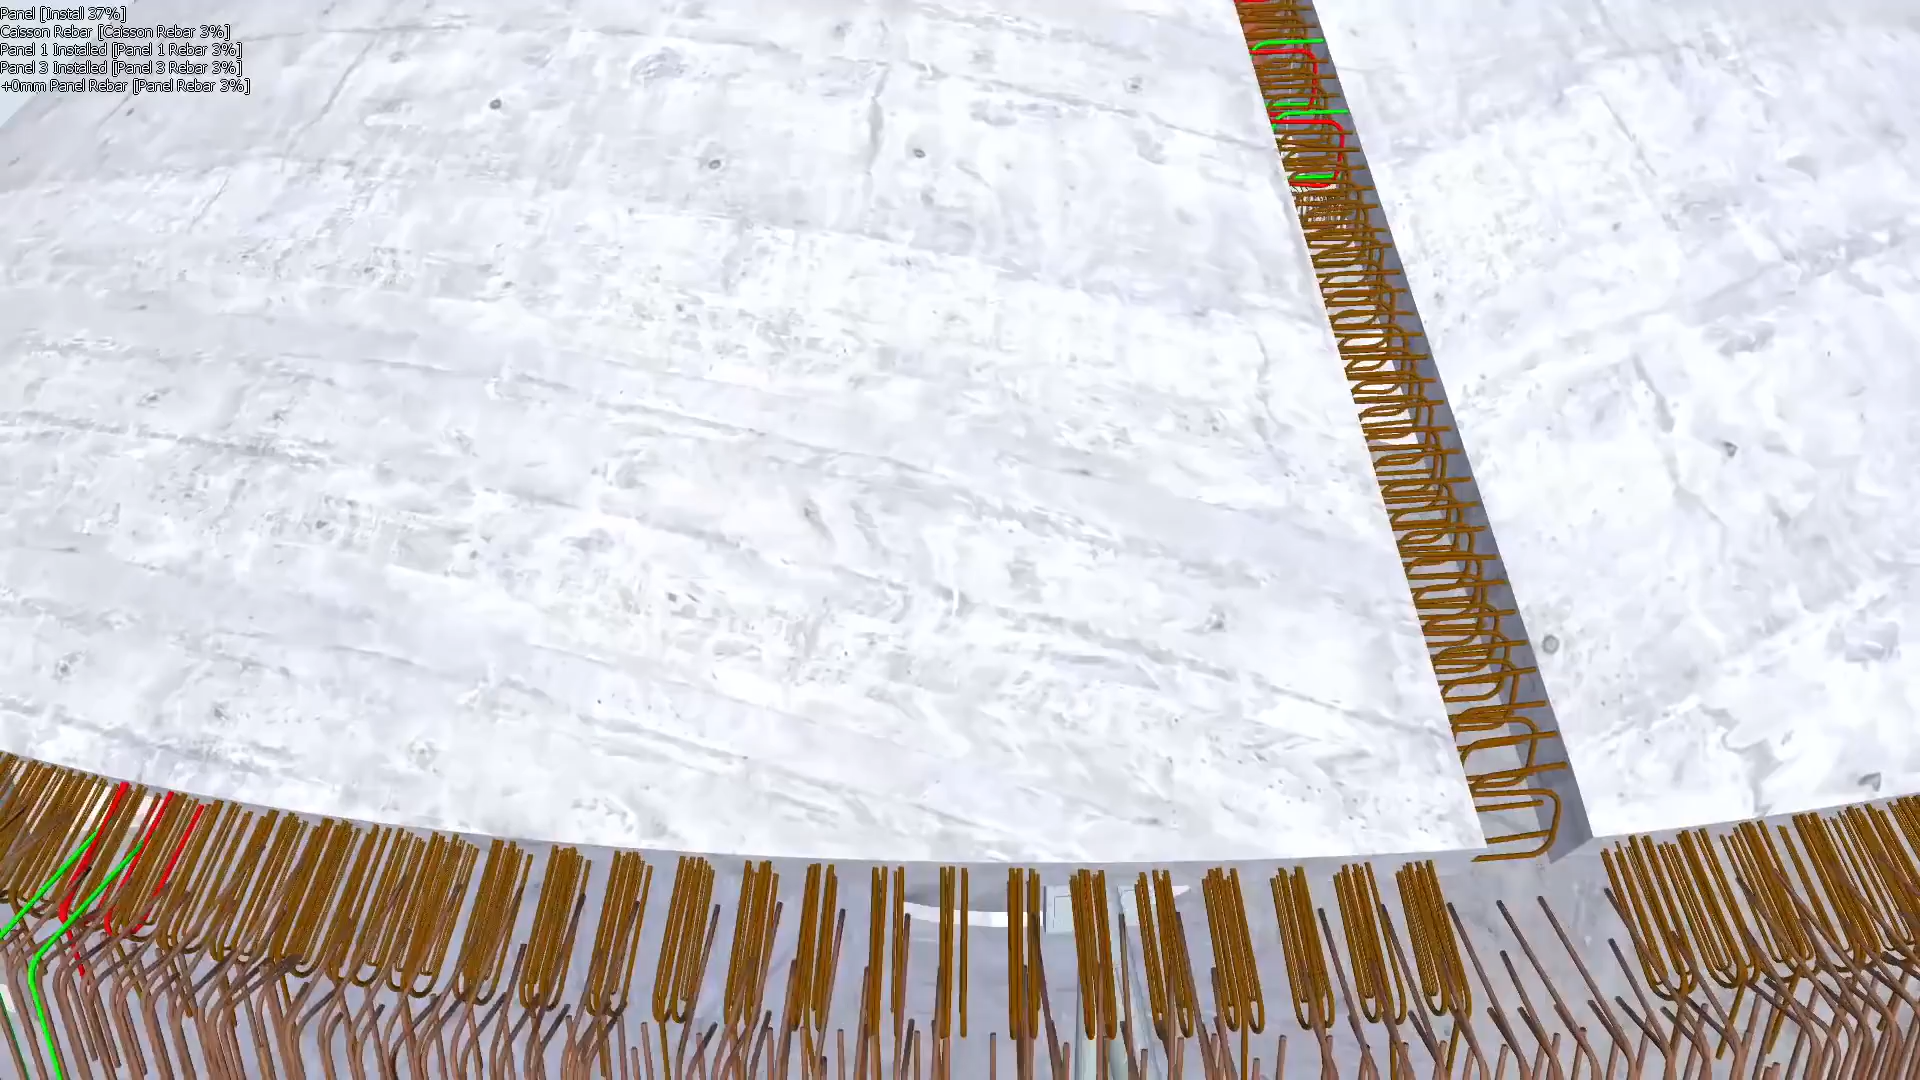 Panel [Install 37%]
Caisson Rebar [Caisson Rebar 3%]
Panel 1 Installed [Panel 1 Rebar 3%]
Panel 3 Installed [Panel 3 Rebar 3%]
+0mm Panel Rebar [Panel Rebar 3%]